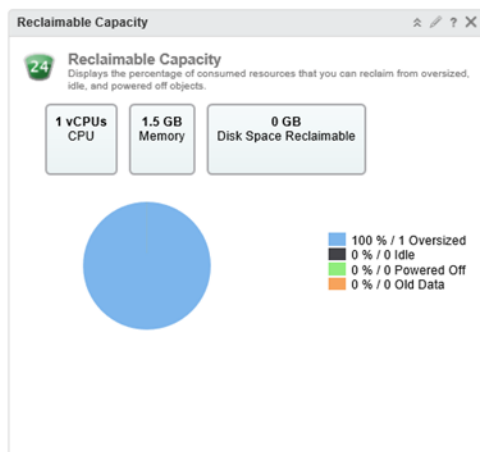 Reclaimable Capacity
?
24
Reclaimable Capacity
Displays the percentage of consumed resources that you can reclaim from oversized,
idle, and powered off objects.
1 vCPUs
CPU
1.5 GB
Memory
0 GB
Disk Space Reclaimable
100 % / 1 Oversized
0 % / 0 Idle
0 % / 0 Powered Off
0 % / 0 Old Data